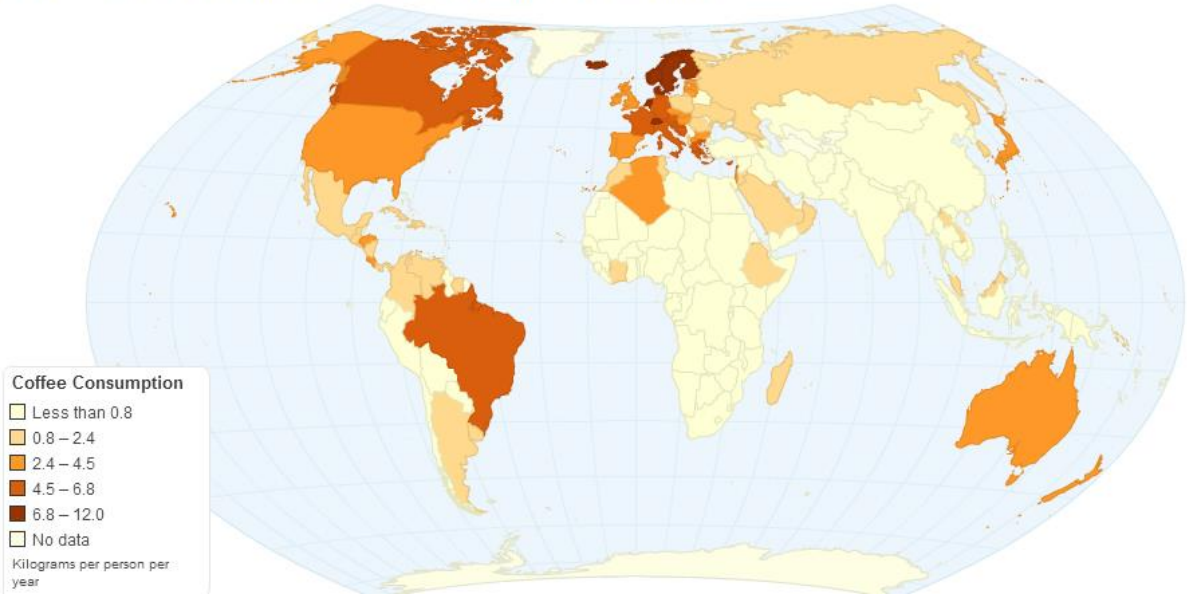 Coffee Consumption
Less than 0.8
0.8 – 2.4
2.4 – 4.5
4.5 – 6.8
6.8 – 12.0
No data
Kilograms per person per
year